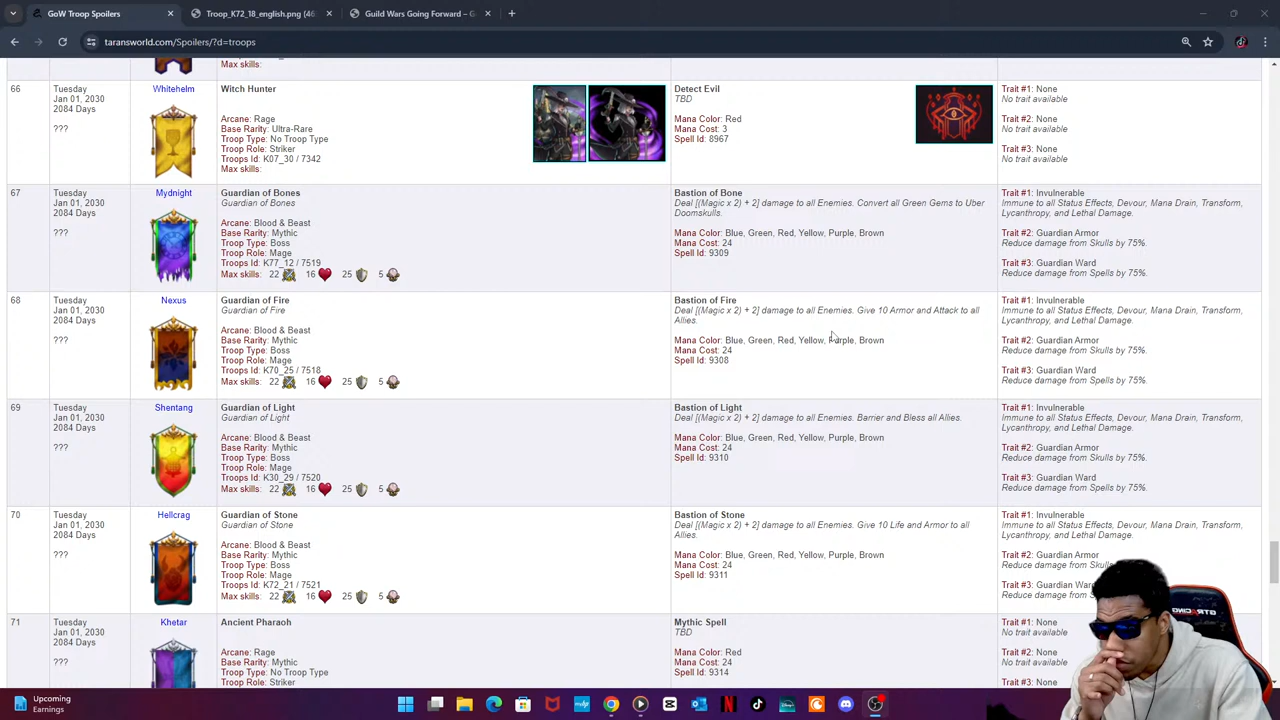 GoW Troop Spoilers
Troop_K72_18_english.png (46
Guild Wars Going Forward - G
taransworld.com/Spoilers/?d=troops
Max skills:
66
Tuesday
Jan 01, 2030
2084 Days
???
Whitehelm
Witch Hunter
Arcane: Rage
Base Rarity: Ultra-Rare
Troop Type: No Troop Type
Troop Role: Striker
Troops Id: K07_30 / 7342
Max skills:
Detect Evil
TBD
Mana Color: Red
Mana Cost: 3
Spell Id: 8967
Trait #1: None
No trait available
Trait #2: None
No trait available
Trait #3: None
No trait available
67
Tuesday
Jan 01, 2030
2084 Days
???
Mydnight
Guardian of Bones
Guardian of Bones
Arcane: Blood & Beast
Base Rarity: Mythic
Troop Type: Boss
Troop Role: Mage
Troops Id: K77_12 / 7519
Max skills: 22 16 25 5
Bastion of Bone
Deal [(Magic x 2) + 2] damage to all Enemies. Convert all Green Gems to Uber
Doomskulls.
Mana Color: Blue, Green, Red, Yellow, Purple, Brown
Mana Cost: 24
Spell Id: 9309
Trait #1: Invulnerable
Immune to all Status Effects, Devour, Mana Drain, Transform,
Lycanthropy, and Lethal Damage.
Trait #2: Guardian Armor
Reduce damage from Skulls by 75%.
Trait #3: Guardian Ward
Reduce damage from Spells by 75%.
68
Tuesday
Jan 01, 2030
2084 Days
???
Nexus
Guardian of Fire
Guardian of Fire
Arcane: Blood & Beast
Base Rarity: Mythic
Troop Type: Boss
Troop Role: Mage
Troops Id: K70_25 / 7518
Max skills: 22 16 25 5
Bastion of Fire
Deal [(Magic x 2) + 2] damage to all Enemies. Give 10 Armor and Attack to all
Allies.
Mana Color: Blue, Green, Red, Yellow, Purple, Brown
Mana Cost: 24
Spell Id: 9308
Trait #1: Invulnerable
Immune to all Status Effects, Devour, Mana Drain, Transform,
Lycanthropy, and Lethal Damage.
Trait #2: Guardian Armor
Reduce damage from Skulls by 75%.
Trait #3: Guardian Ward
Reduce damage from Spells by 75%.
69
Tuesday
Jan 01, 2030
2084 Days
???
Shentang
Guardian of Light
Guardian of Light
Arcane: Blood & Beast
Base Rarity: Mythic
Troop Type: Boss
Troop Role: Mage
Troops Id: K30_29 / 7520
Max skills: 22 16 25 5
Bastion of Light
Deal [(Magic x 2) + 2] damage to all Enemies. Barrier and Bless all Allies.
Mana Color: Blue, Green, Red, Yellow, Purple, Brown
Mana Cost: 24
Spell Id: 9310
Trait #1: Invulnerable
Immune to all Status Effects, Devour, Mana Drain, Transform,
Lycanthropy, and Lethal Damage.
Trait #2: Guardian Armor
Reduce damage from Skulls by 75%.
Trait #3: Guardian Ward
Reduce damage from Spells by 75%.
70
Tuesday
Jan 01, 2030
2084 Days
???
Hellcrag
Guardian of Stone
Guardian of Stone
Arcane: Blood & Beast
Base Rarity: Mythic
Troop Type: Boss
Troop Role: Mage
Troops Id: K72_21 / 7521
Max skills: 22 16 25 5
Bastion of Stone
Deal [(Magic x 2) + 2] damage to all Enemies. Give 10 Life and Armor to all
Allies.
Mana Color: Blue, Green, Red, Yellow, Purple, Brown
Mana Cost: 24
Spell Id: 9311
Trait #1: Invulnerable
Immune to all Status Effects, Devour, Mana Drain, Transform,
Lycanthropy, and Lethal Damage.
Trait #2: Guardian Armor
Reduce damage from
Trait #3: Guardian
Reduce damage from
71
Tuesday
Jan 01, 2030
2084 Days
???
Khetar
Ancient Pharaoh
Arcane: Rage
Base Rarity: Mythic
Troop Type: No Troop Type
Troop Role: Striker
Mythic Spell
TBD
Mana Color: Red
Mana Cost: 24
Spell Id: 9314
Trait #1: None
No trait available
Trait #2: None
No trait available
Trait #3: None
GTRACING
Upcoming
Earnings